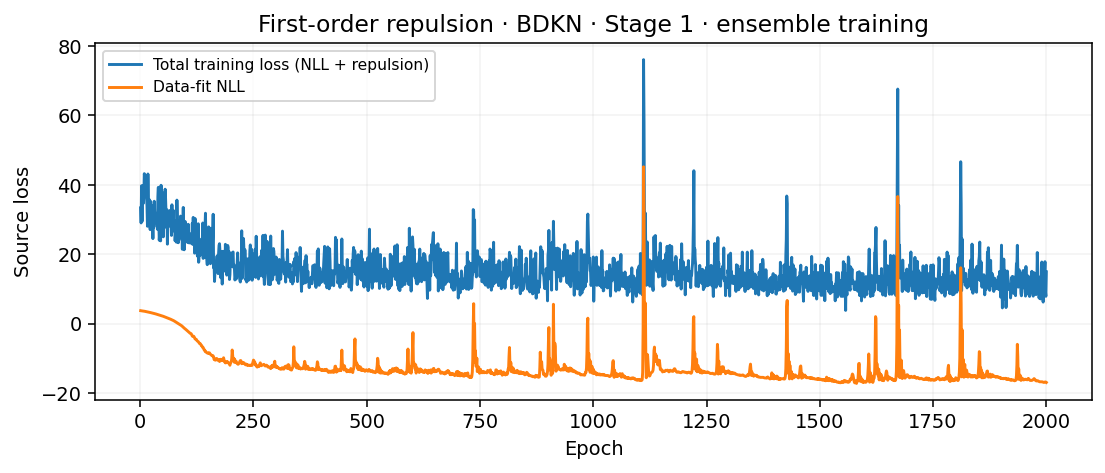 First-order repulsion · BDKN · Stage 1 · ensemble training
Total training loss (NLL + repulsion)
Data-fit NLL
Source loss
80
60
40
20
0
−20
0 250 500 750 1000 1250 1500 1750 2000
Epoch